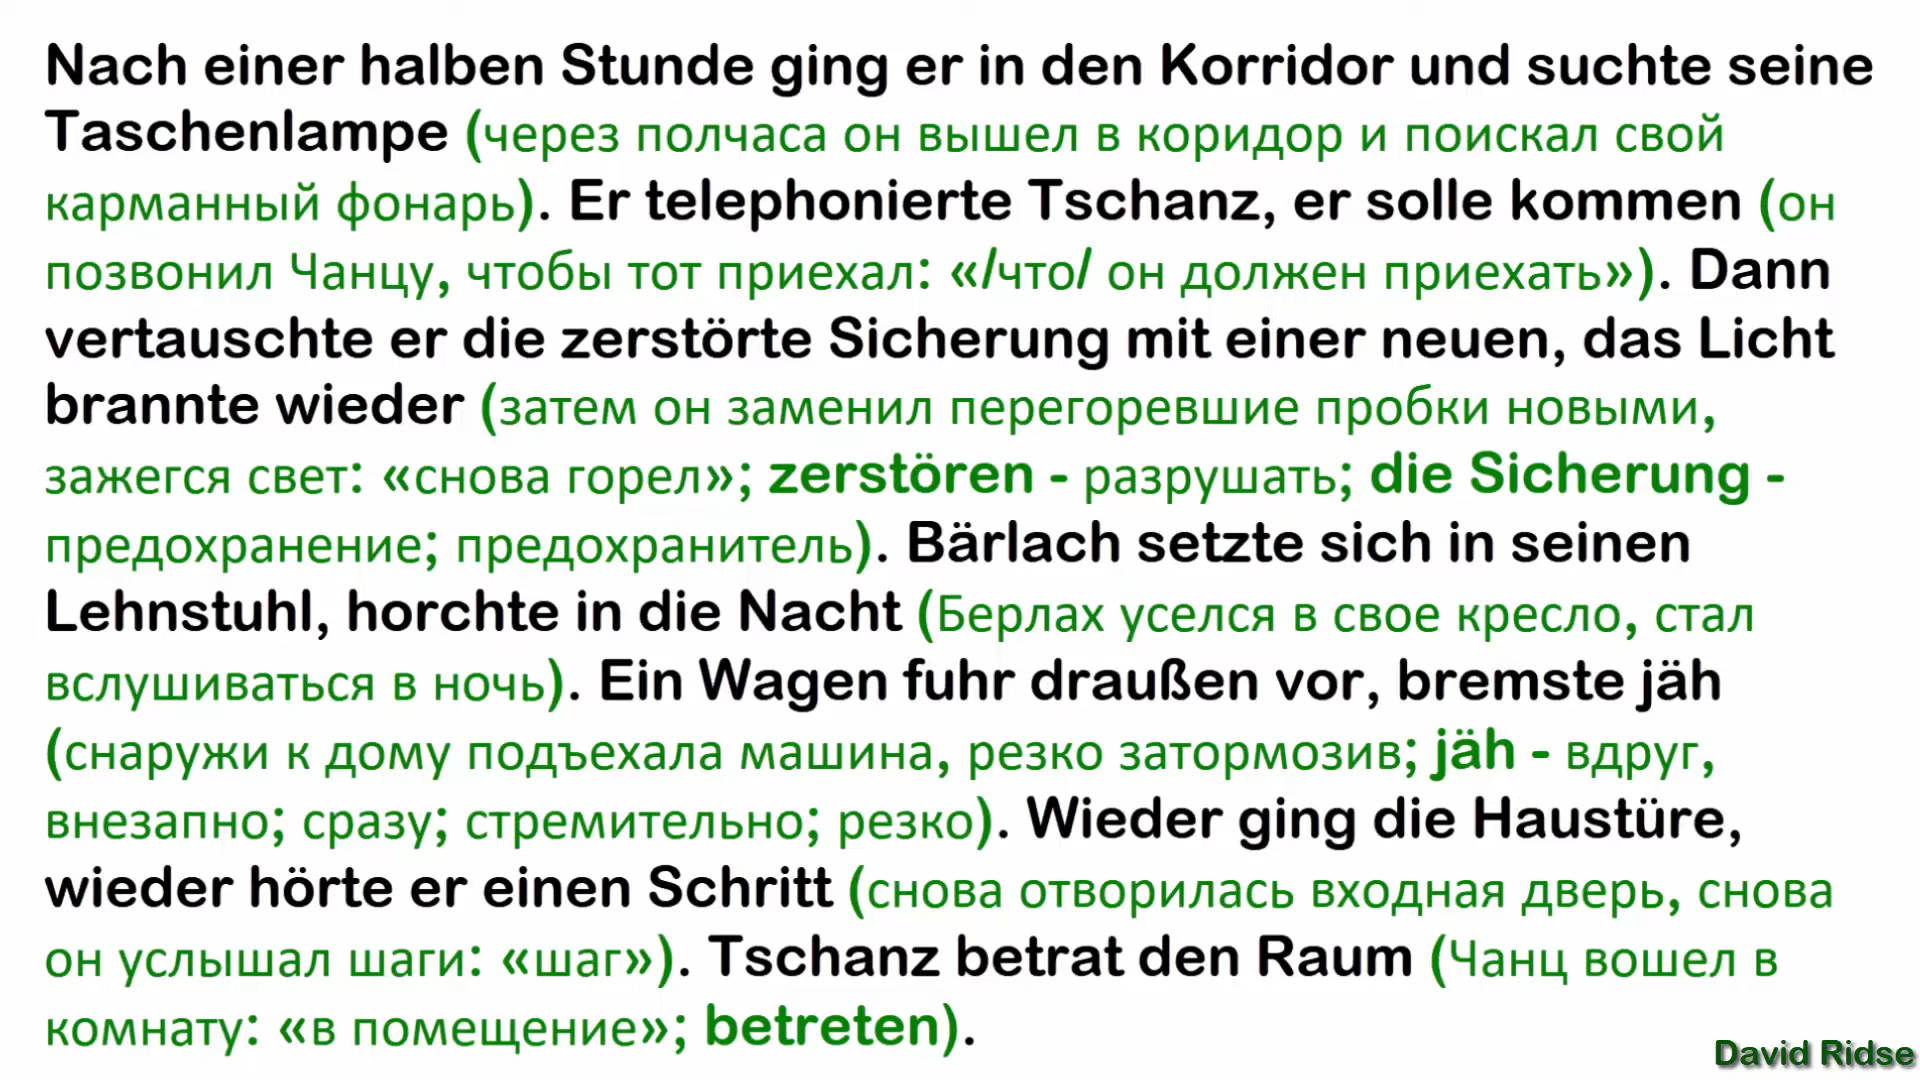 Nach einer halben Stunde ging er in den Korridor und suchte seine
Taschenlampe (через полчаса он вышел в коридор и поискал свой
карманный фонарь). Er telephonierte Tschanz, er solle kommen (он
позвонил Чанцу, чтобы тот приехал: «/что/ он должен приехать»). Dann
vertauschte er die zerstörte Sicherung mit einer neuen, das Licht
brannte wieder (затем он заменил перегоревшие пробки новыми,
зажегся свет: «снова горел»; zerstören - разрушать; die Sicherung -
предохранение; предохранитель). Bärlach setzte sich in seinen
Lehnstuhl, horchte in die Nacht (Берлах уселся в свое кресло, стал
вслушиваться в ночь). Ein Wagen fuhr draußen vor, bremste jäh
(снаружи к дому подъехала машина, резко затормозив; jäh - вдруг,
внезапно; сразу; стремительно; резко). Wieder ging die Haustüre,
wieder hörte er einen Schritt (снова отворилась входная дверь, снова
он услышал шаги: «шаг»). Tschanz betrat den Raum (Чанц вошел в
комнату: «в помещение»; betreten).
David Ridse